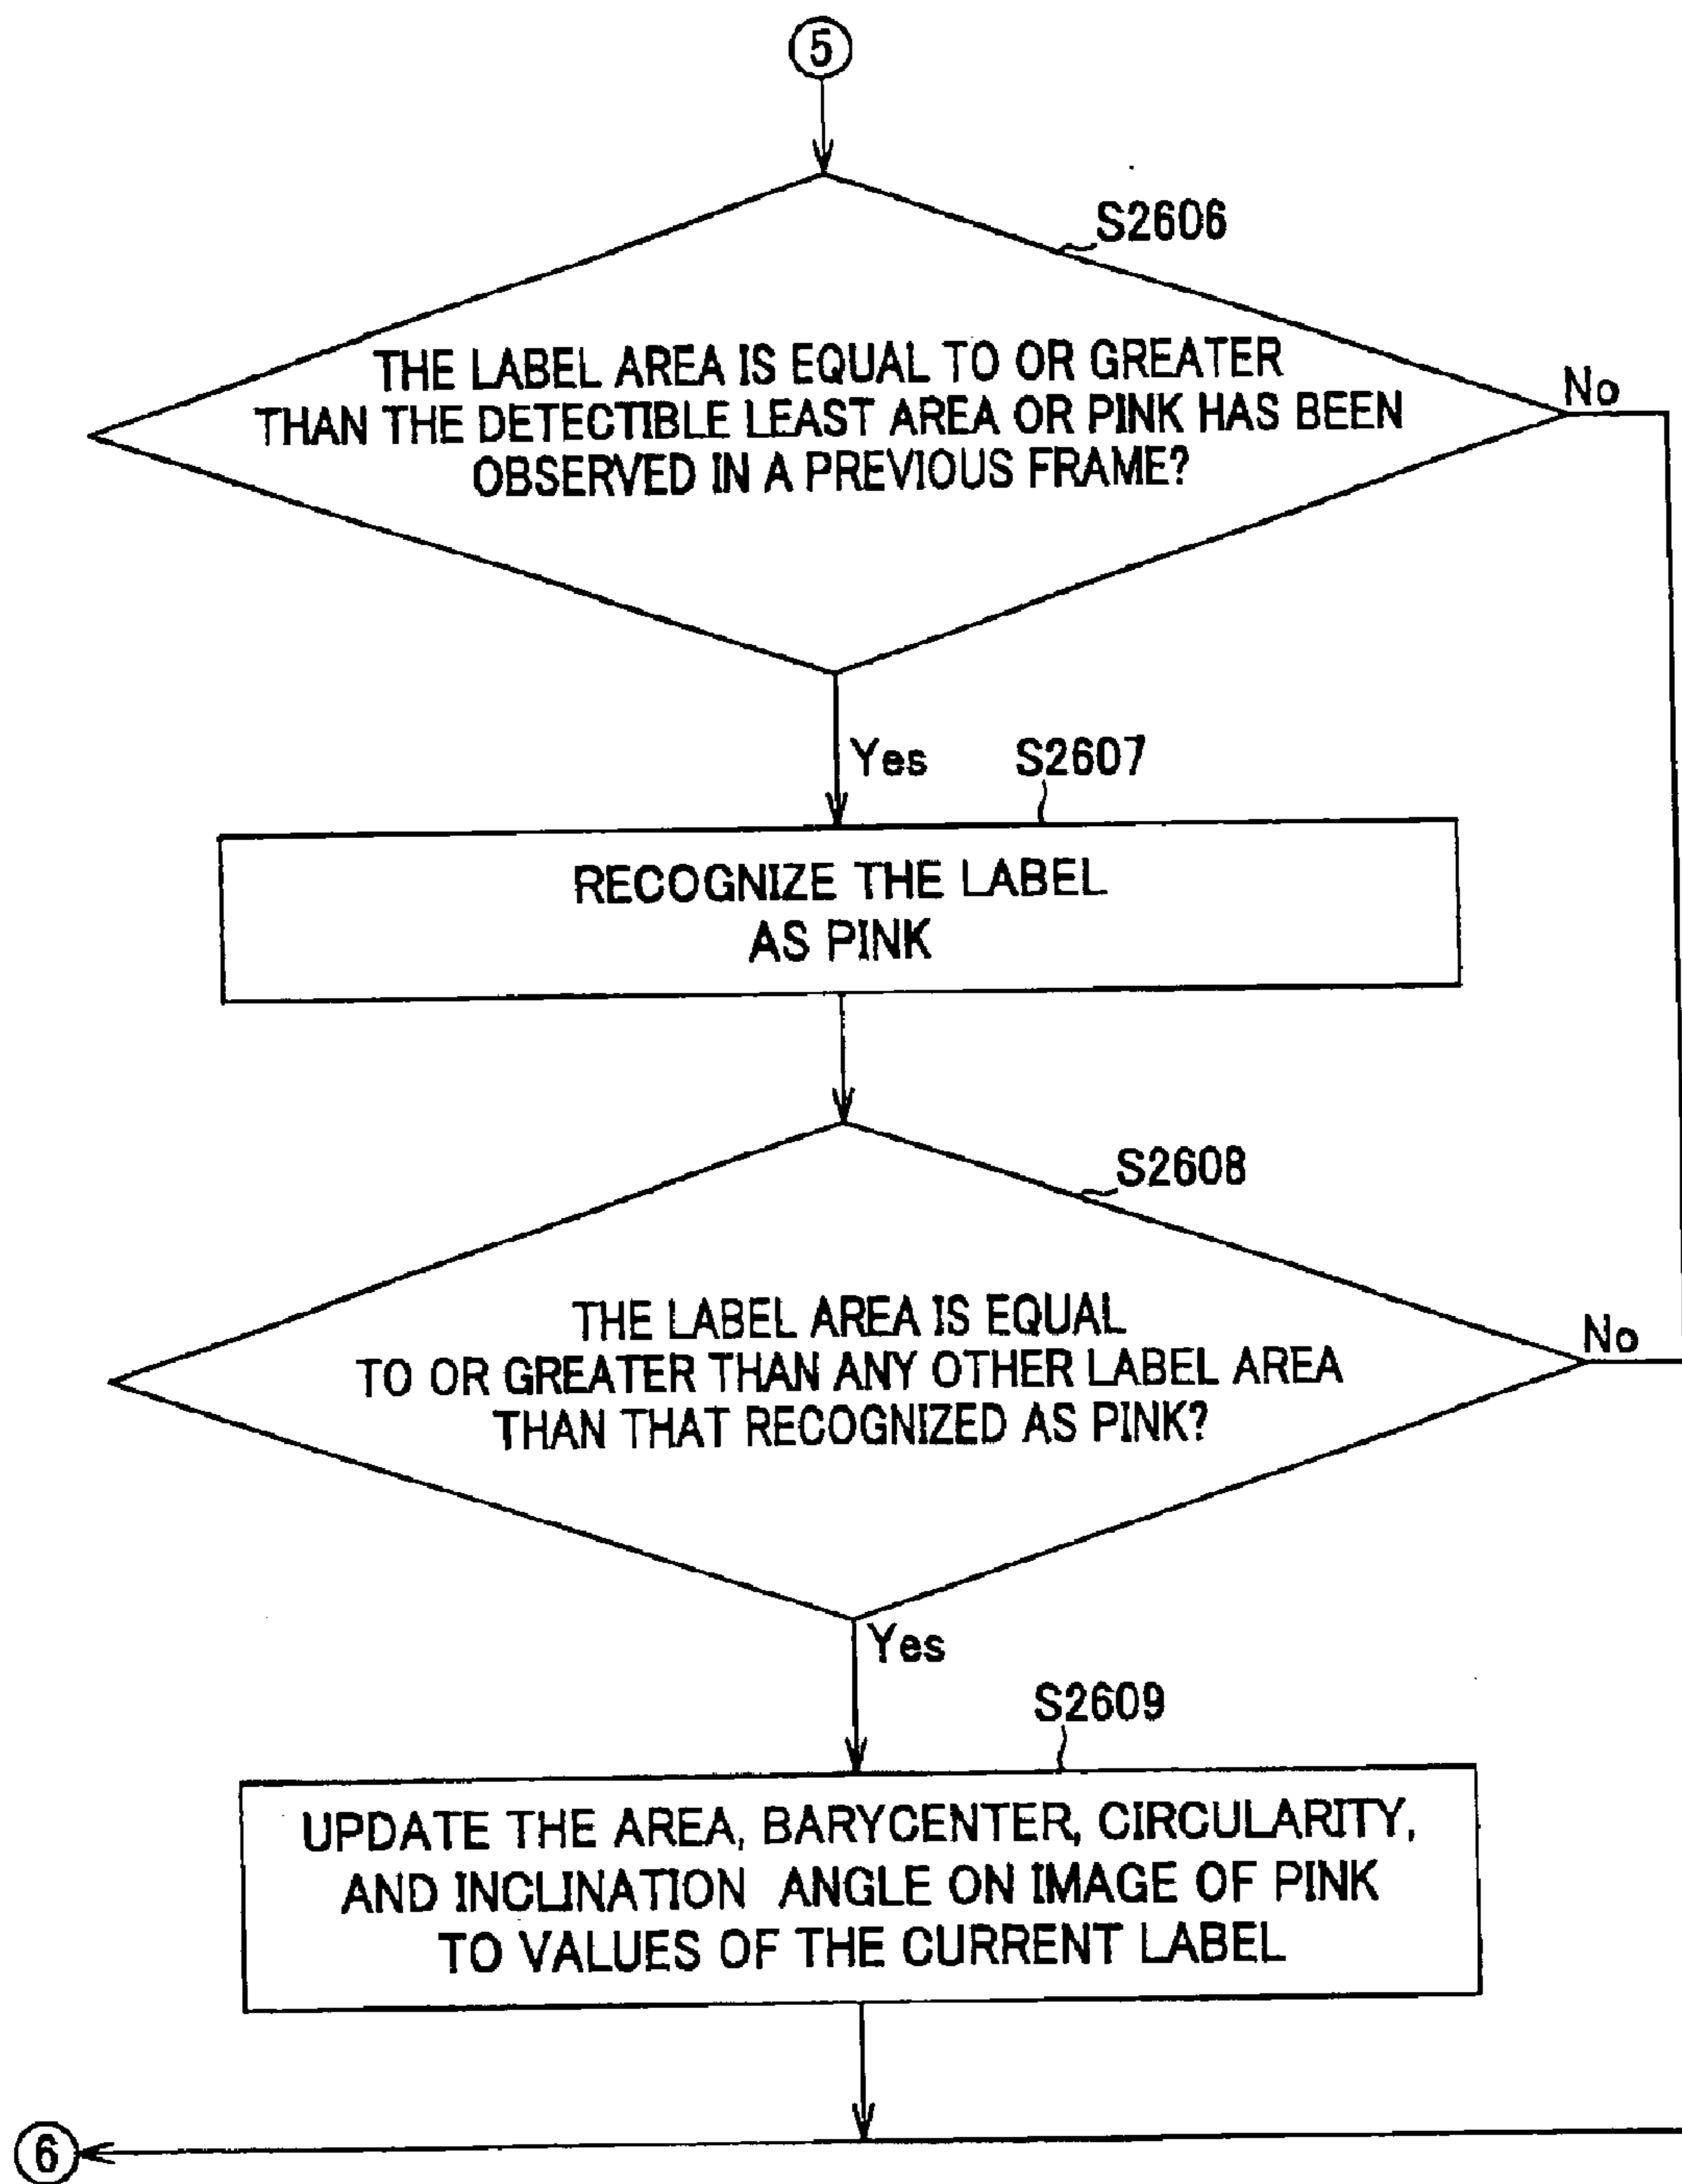 5
S2606
THE LABEL AREA IS EQUAL TO OR GREATER
THAN THE DETECTIBLE LEAST AREA OR PINK HAS BEEN
OBSERVED IN A PREVIOUS FRAME?
No
Yes
S2607
RECOGNIZE THE LABEL
AS PINK
S2608
THE LABEL AREA IS EQUAL
TO OR GREATER THAN ANY OTHER LABEL AREA
THAN THAT RECOGNIZED AS PINK?
No
Yes
S2609
UPDATE THE AREA, BARYCENTER, CIRCULARITY,
AND INCLINATION ANGLE ON IMAGE OF PINK
TO VALUES OF THE CURRENT LABEL
6